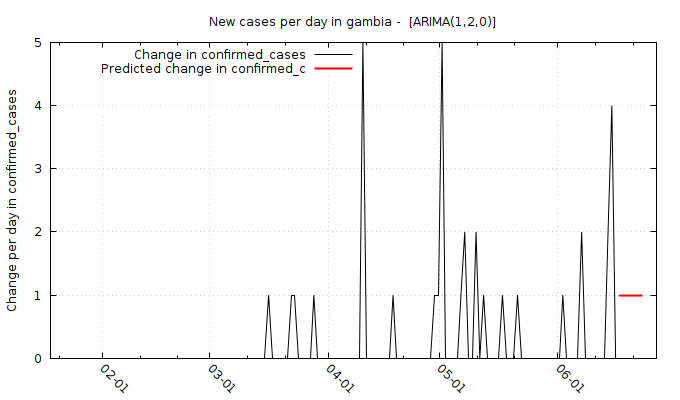 New cases per day in gambia -  [ARIMA(1,2,0)]
Change in confirmed_cases
Predicted change in confirmed_c
Change per day in confirmed_cases
5
4
3
2
1
0
02-01
03-01
04-01
05-01
06-01